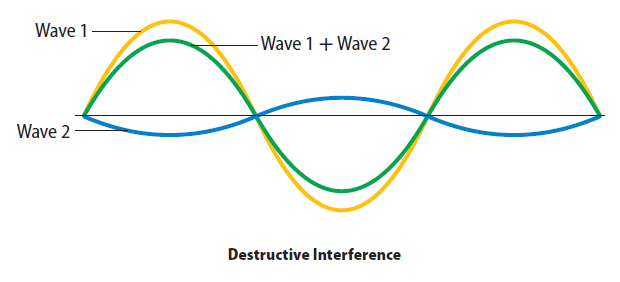 Wave 1
Wave 1 + Wave 2
Wave 2
Destructive Interference